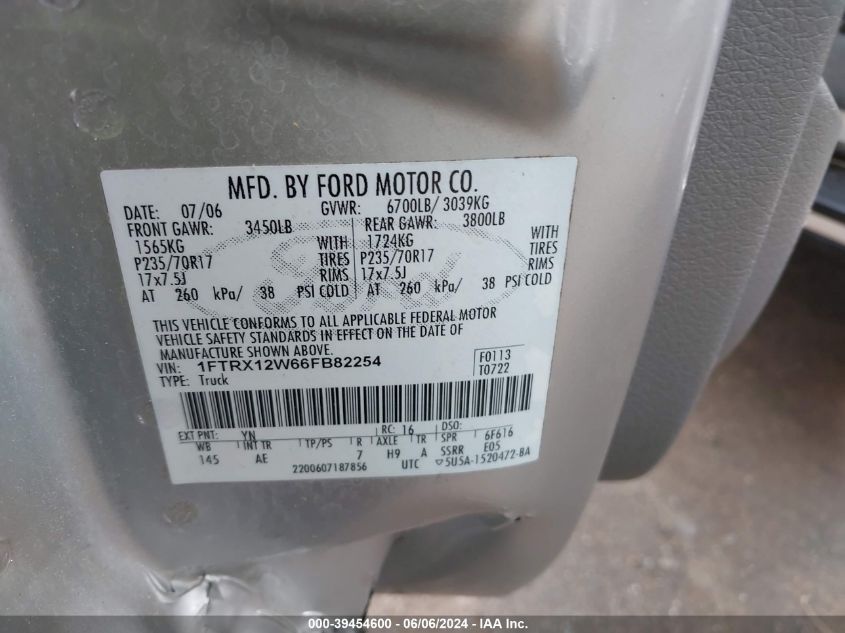 MFD. BY FORD MOTOR CO.
DATE: 07/06 GVWR: 6700LB/ 3039KG
FRONT GAWR: 3450LB REAR GAWR: 3800LB
1565KG WITH 1724KG WITH
P235/70R17 TIRES P235/70R17 TIRES
17x7.5J RIMS 17x7.5J RIMS
AT 260 kPa/ 38 PSI COLD AT 260 kPa/ 38 PSI COLD
Ford
THIS VEHICLE CONFORMS TO ALL APPLICABLE FEDERAL MOTOR
VEHICLE SAFETY STANDARDS IN EFFECT ON THE DATE OF
MANUFACTURE SHOWN ABOVE.
VIN: 1FTRX12W66FB82254 F0113
TYPE: Truck T0722
EXT PNT: YN RC: 16 DSO:
WB INT TR TP/PS R AXLE TR SPR 6F616
145 AE 7 H9 A SSRR E05
2200607187856 UTC ▽5U5A-1520472-BA
000-39454600 - 06/06/2024 - IAA, Inc.